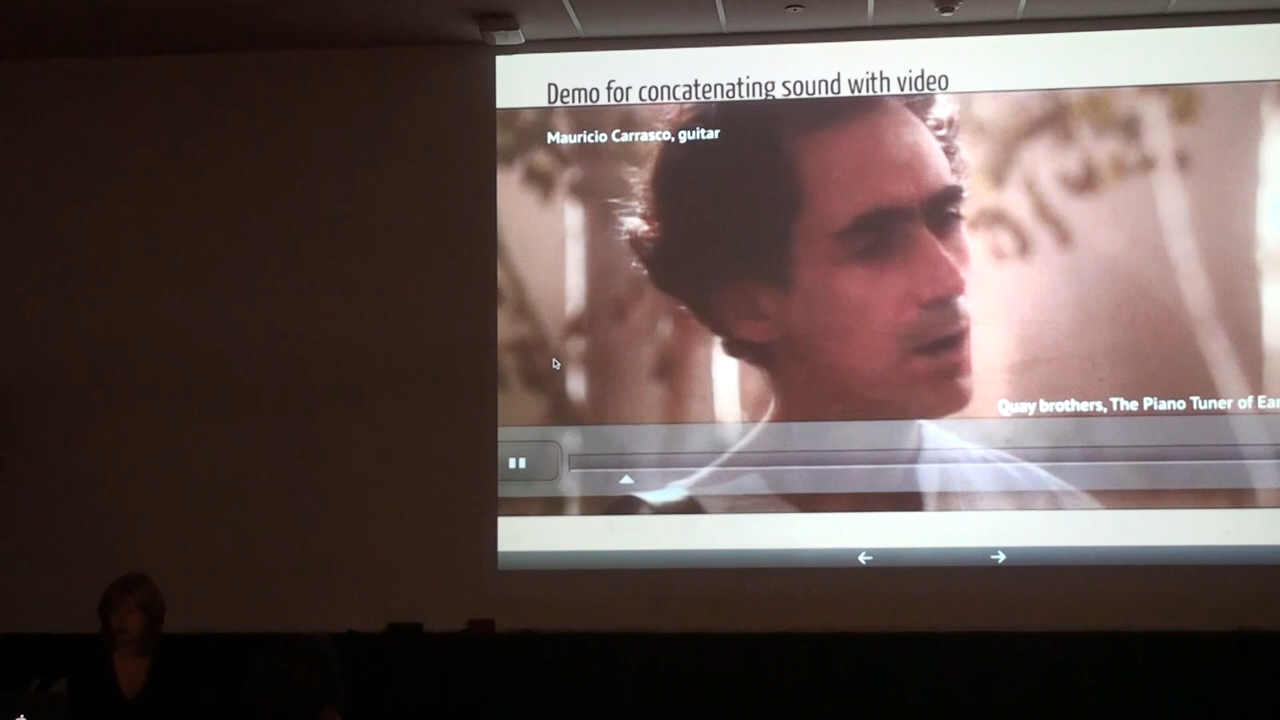 Demo for concatenating sound with video
Mauricio Carrasco, guitar
Quay brothers, The Piano Tuner of Ear